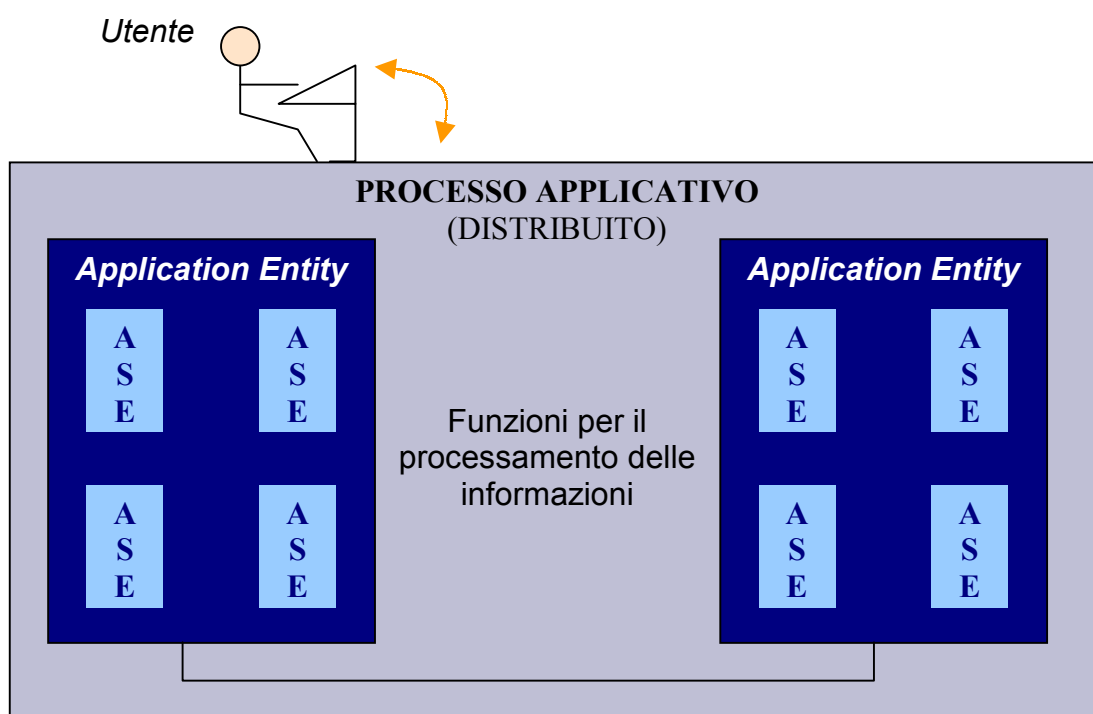 Utente
PROCESSO APPLICATIVO
(DISTRIBUITO)
Application Entity
A
S
E
A
S
E
A
S
E
A
S
E
Funzioni per il
processamento delle
informazioni
Application Entity
A
S
E
A
S
E
A
S
E
A
S
E